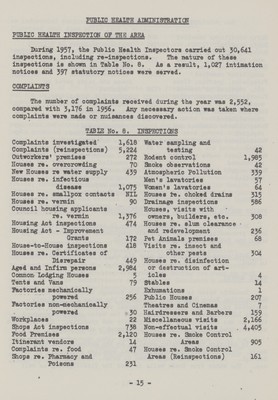 PUBLIC HEALTH ADMINISTRATION
PUBLIC HEALTH INSPECTION OF THE AREA
During 1957, the Public Health Inspectors carried out 30,641
inspections, including re-inspections. The nature of these
inspections is shown in Table No. 8. As a result, 1,027 intimation
notices and 397 statutory notices were served.
COMPLAINTS
The number of complaints received during the year was 2,552,
compared with 3,176 in 1956. Any necessary action was taken where
complaints were made or nuisances discovered.
TABLE No. 8. INSPECTIONS
Complaints investigated 1,618
Complaints (reinspections) 5,224
Outworkers' premises 272
Houses re. overcrowding 70
New Houses re water supply 439
Houses re. infectious
disease 1,075
Houses re. smallpox contacts NIL
Houses re. vermin 90
Council housing applicants
re. vermin 1,376
Housing Act inspections 474
Housing Act - Improvement
Grants 172
House-to-House inspections 418
Houses re. Certificates of
Disrepair 449
Aged and Infirm persons 2,984
Common Lodging Houses 5
Tents and Vans 79
Factories mechanically
powered 256
Factories non-mechanically
powered 30
Workplaces 22
Shops Act inspections 738
Food Premises 2,120
Itinerant vendors 14
Complaints re. food 47
Shops re. Pharmacy and
Poisons 231
Water sampling and
testing 42
Rodent control 1,985
Smoke observations 42
Atmospheric Pollution 339
Men's Lavatories 57
Women's Lavatories 64
Houses re. choked drains 315
Drainage inspections 586
Houses, visits with
owners, builders, etc. 308
Houses re. slum clearance
and redevelopment 236
Pet Animals premises 68
Visits re. insect and
other pests 304
Houses re. disinfection
or destruction of art-
icles 4
Stables 14
Exhumations 1
Public Houses 207
Theatres and Cinemas 7
Hairdressers and Barbers 159
Miscellaneous visits 2,166
Non-effectual visits 4,405
Houses re. Smoke Control
Areas 905
Houses re. Smoke Control
Areas (Reinspections) 161
- 15 -